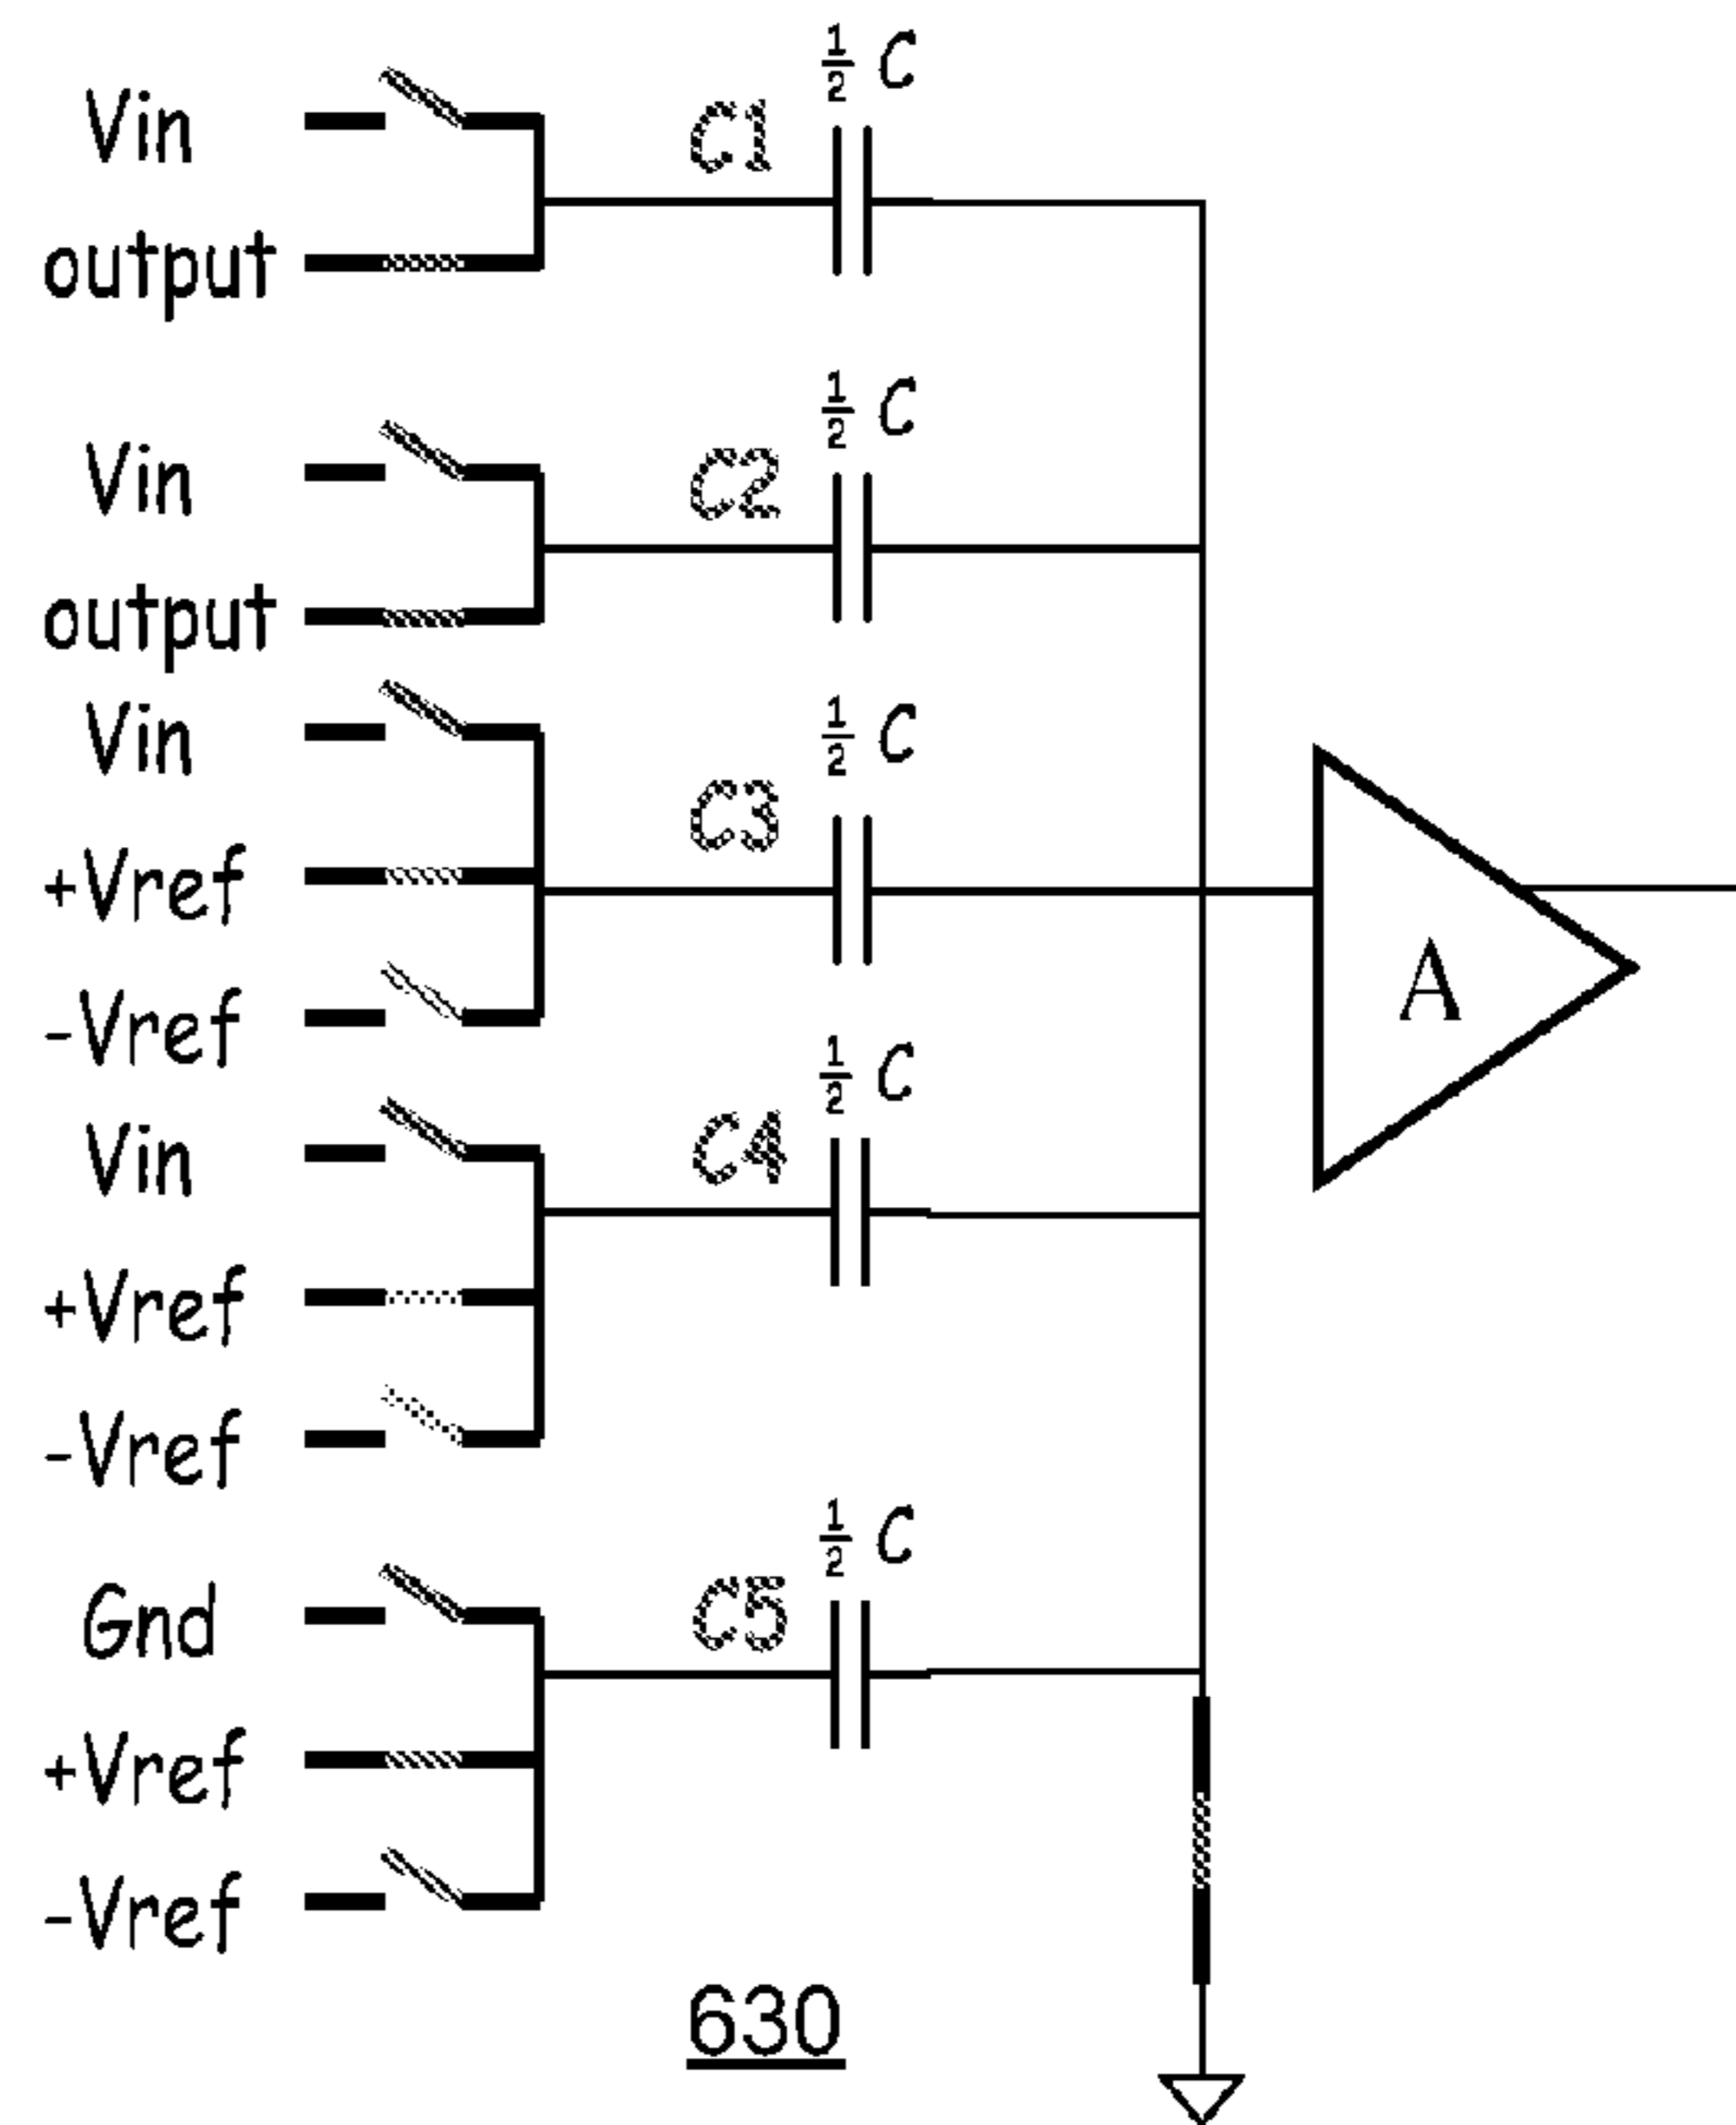 ½ C
Vin
C1
output
½ C
Vin
C2
output
½ C
Vin
C3
+Vref
A
-Vref
½ C
Vin
C4
+Vref
-Vref
½ C
Gnd
C5
+Vref
-Vref
630